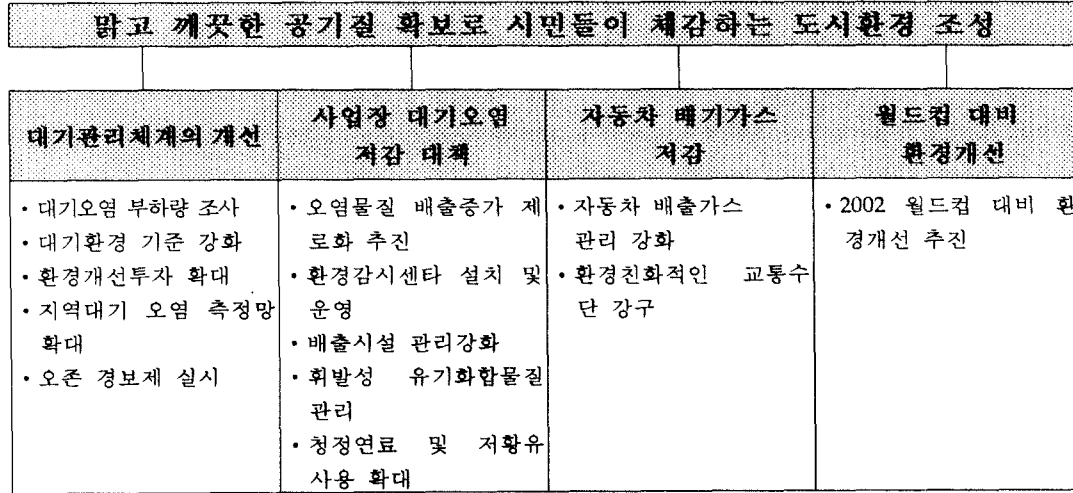 맑고 깨끗한 공기질 확보로 시민들이 체감하는 도시환경 조성
대기관리체계의 개선
• 대기오염 부하량 조사
• 대기환경 기준 강화
• 환경개선투자 확대
• 지역대기 오염 측정망
확대
• 오존 경보제 실시
사업장 대기오염
저감 대책
• 오염물질 배출증가 제
로화 추진
• 환경감시센타 설치 및
운영
• 배출시설 관리강화
• 휘발성 유기화합물질
관리
• 청정연료 및 저황유
사용 확대
자동차 배기가스
저감
• 자동차 배출가스
관리 강화
• 환경친화적인 교통수
단 강구
월드컵 대비
환경개선
• 2002 월드컵 대비 환
경개선 추진